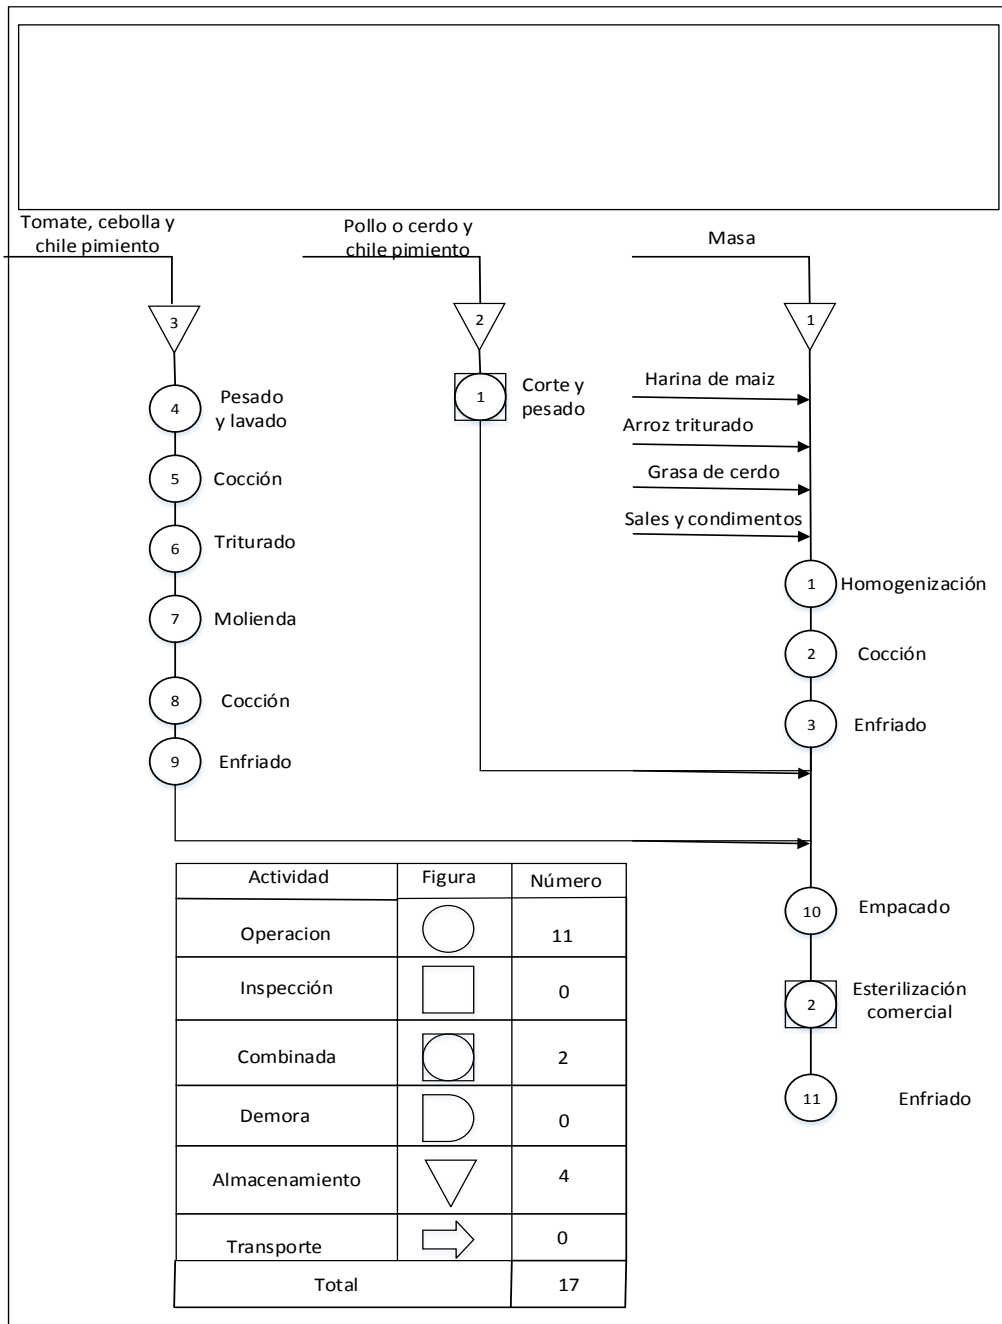 Tomate, cebolla y
chile pimiento
Pollo o cerdo y
chile pimiento
Masa
3
2
1
Harina de maiz
Arroz triturado
Grasa de cerdo
Sales y condimentos
4
Pesado
y lavado
5
Cocción
6
Triturado
7
Molienda
8
Cocción
9
Enfriado
1
Corte y
pesado
1
Homogenización
2
Cocción
3
Enfriado
10
Empacado
2
Esterilización
comercial
11
Enfriado
Actividad Figura Número
Operacion 11
Inspección 0
Combinada 2
Demora 0
Almacenamiento 4
Transporte 0
Total 17